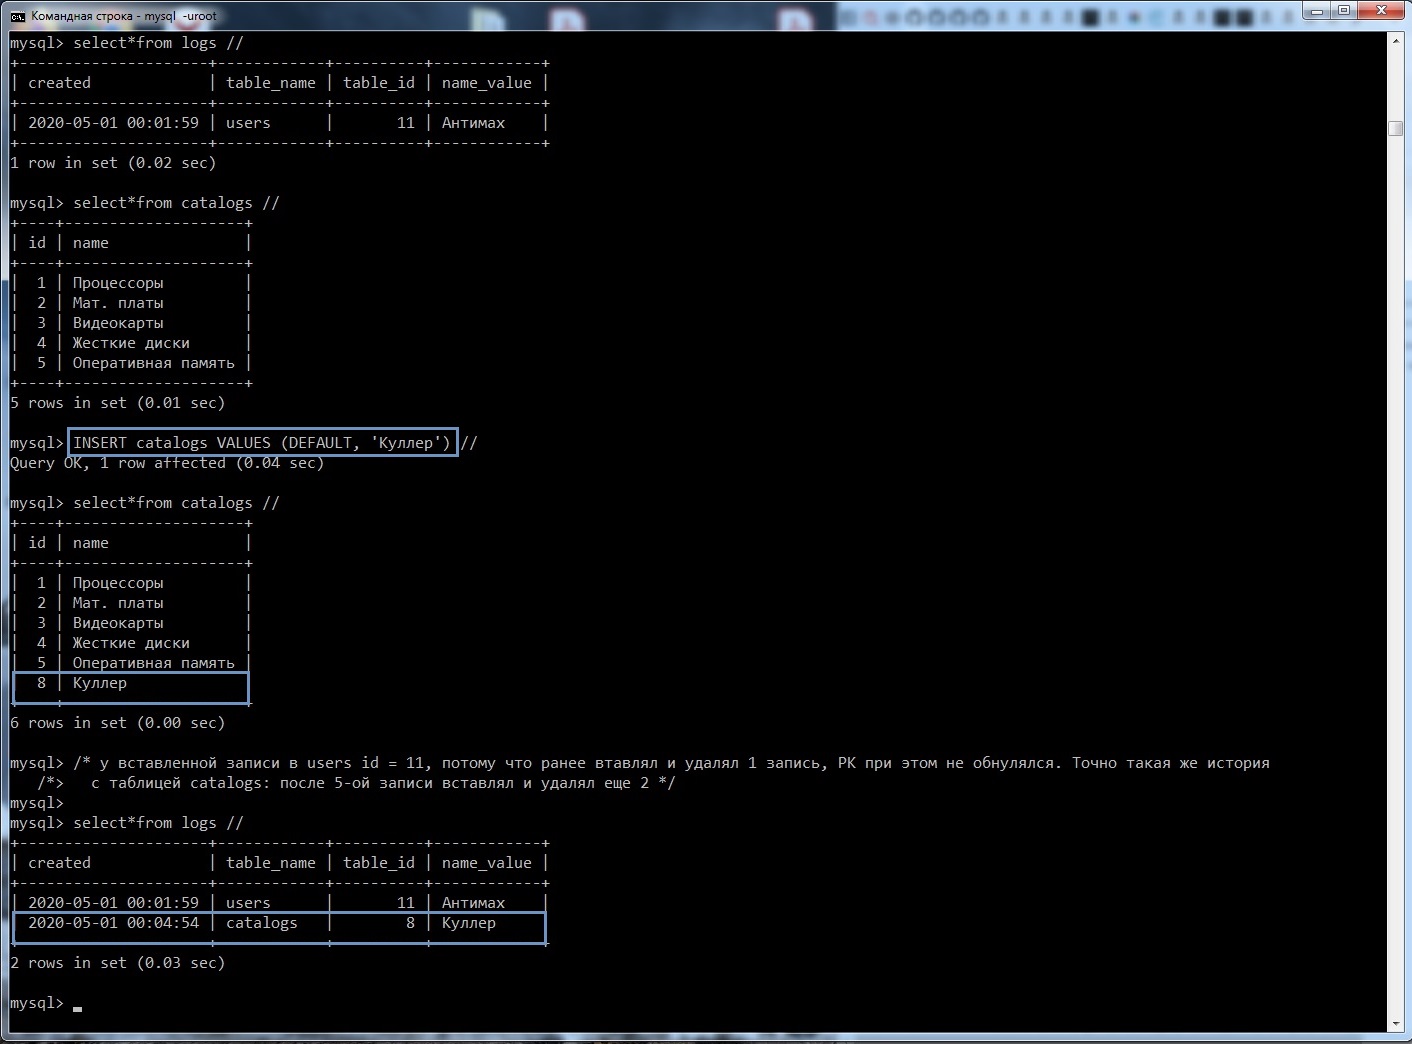 Командная строка - mysql -uroot
mysql> select*from logs //
+---------------------+------------+----------+------------+
| created             | table_name | table_id | name_value |
+---------------------+------------+----------+------------+
| 2020-05-01 00:01:59 | users      |       11 | Антимах    |
+---------------------+------------+----------+------------+
1 row in set (0.02 sec)
mysql> select*from catalogs //
+----+--------------------+
| id | name               |
+----+--------------------+
|  1 | Процессоры         |
|  2 | Мат. платы         |
|  3 | Видеокарты         |
|  4 | Жесткие диски      |
|  5 | Оперативная память |
+----+--------------------+
5 rows in set (0.01 sec)
mysql> INSERT catalogs VALUES (DEFAULT, 'Куллер') //
Query OK, 1 row affected (0.04 sec)
mysql> select*from catalogs //
+----+--------------------+
| id | name               |
+----+--------------------+
|  1 | Процессоры         |
|  2 | Мат. платы         |
|  3 | Видеокарты         |
|  4 | Жесткие диски      |
|  5 | Оперативная память |
|  8 | Куллер
6 rows in set (0.00 sec)
mysql> /* у вставленной записи в users id = 11, потому что ранее втавлял и удалял 1 запись, PK при этом не обнулялся. Точно такая же история
   /*>   с таблицей catalogs: после 5-ой записи вставлял и удалял еще 2 */
mysql>
mysql> select*from logs //
+---------------------+------------+----------+------------+
| created             | table_name | table_id | name_value |
+---------------------+------------+----------+------------+
| 2020-05-01 00:01:59 | users      |       11 | Антимах    |
| 2020-05-01 00:04:54 | catalogs   |        8 | Куллер
2 rows in set (0.03 sec)
mysql>